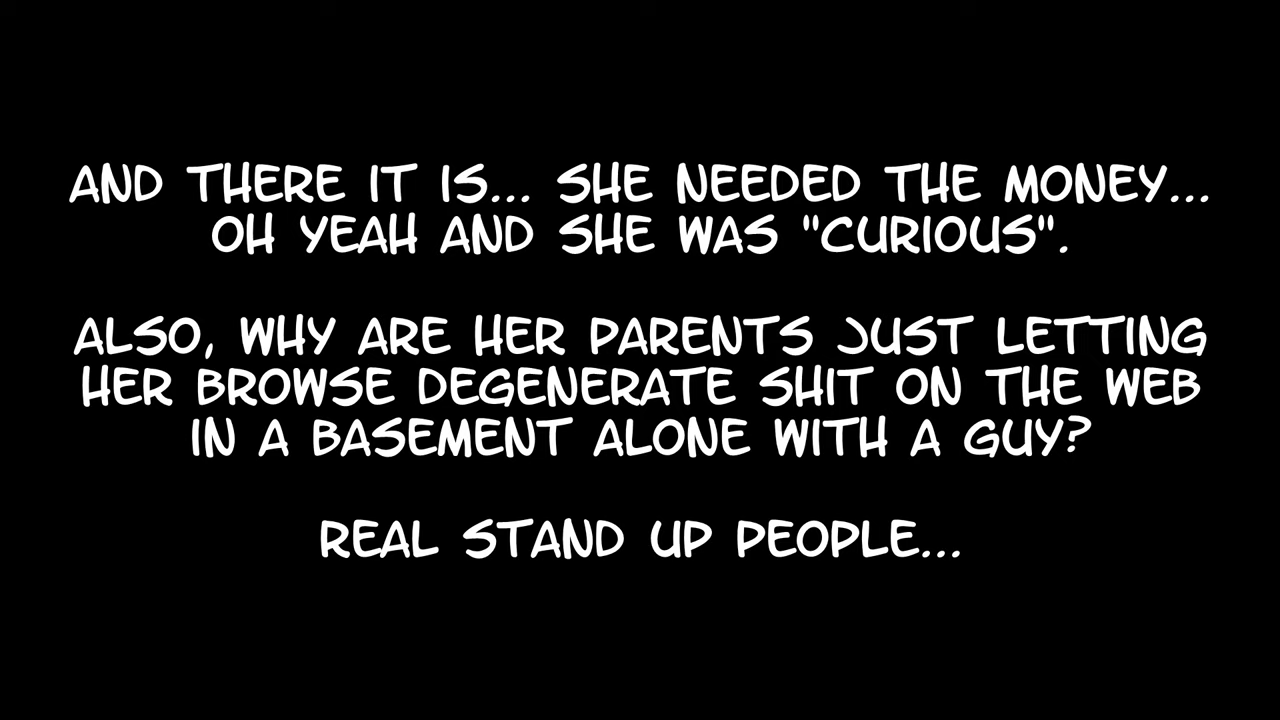 AND THERE IT IS... SHE NEEDED THE MONEY...
OH YEAH AND SHE WAS "CURIOUS".
ALSO, WHY ARE HER PARENTS JUST LETTING
HER BROWSE DEGENERATE SHIT ON THE WEB
IN A BASEMENT ALONE WITH A GUY?
REAL STAND UP PEOPLE...